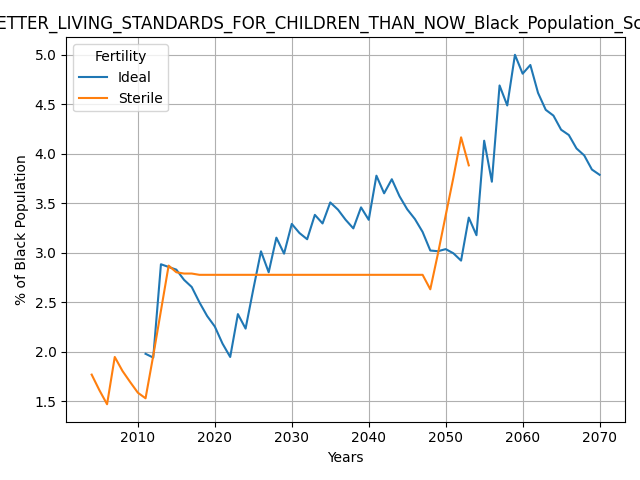 ETTER_LIVING_STANDARDS_FOR_CHILDREN_THAN_NOW_Black_Population_Sc
Fertility
Ideal
Sterile
5.0
4.5
4.0
3.5
3.0
2.5
2.0
1.5
% of Black Population
2010 2020 2030 2040 2050 2060 2070
Years